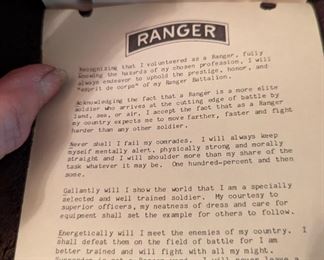 RANGER
Recognizing that I volunteered as a Ranger, fully
knowing the hazards of my chosen profession, I will
always endeavor to uphold the prestige, honor, and
"esprit de corps" of my Ranger Battalion.
Acknowledging the fact that a Ranger is a more elite
soldier who arrives at the cutting edge of battle by
land, sea, or air, I accept the fact that as a Ranger
my country expects me to move farther, faster and fight
harder than any other soldier.
Never shall I fail my comrades. I will always keep
myself mentally alert, physically strong and morally
straight and I will shoulder more than my share of the
task whatever it may be. One hundred-percent and then
some.
Gallantly will I show the world that I am a specially
selected and well trained soldier. My courtesy to
superior officers, my neatness of dress and care for
equipment shall set the example for others to follow.
Energetically will I meet the enemies of my country. I
shall defeat them on the field of battle for I am
better trained and will fight with all my might.
Surrender is not a Ranger word. I will never leave a